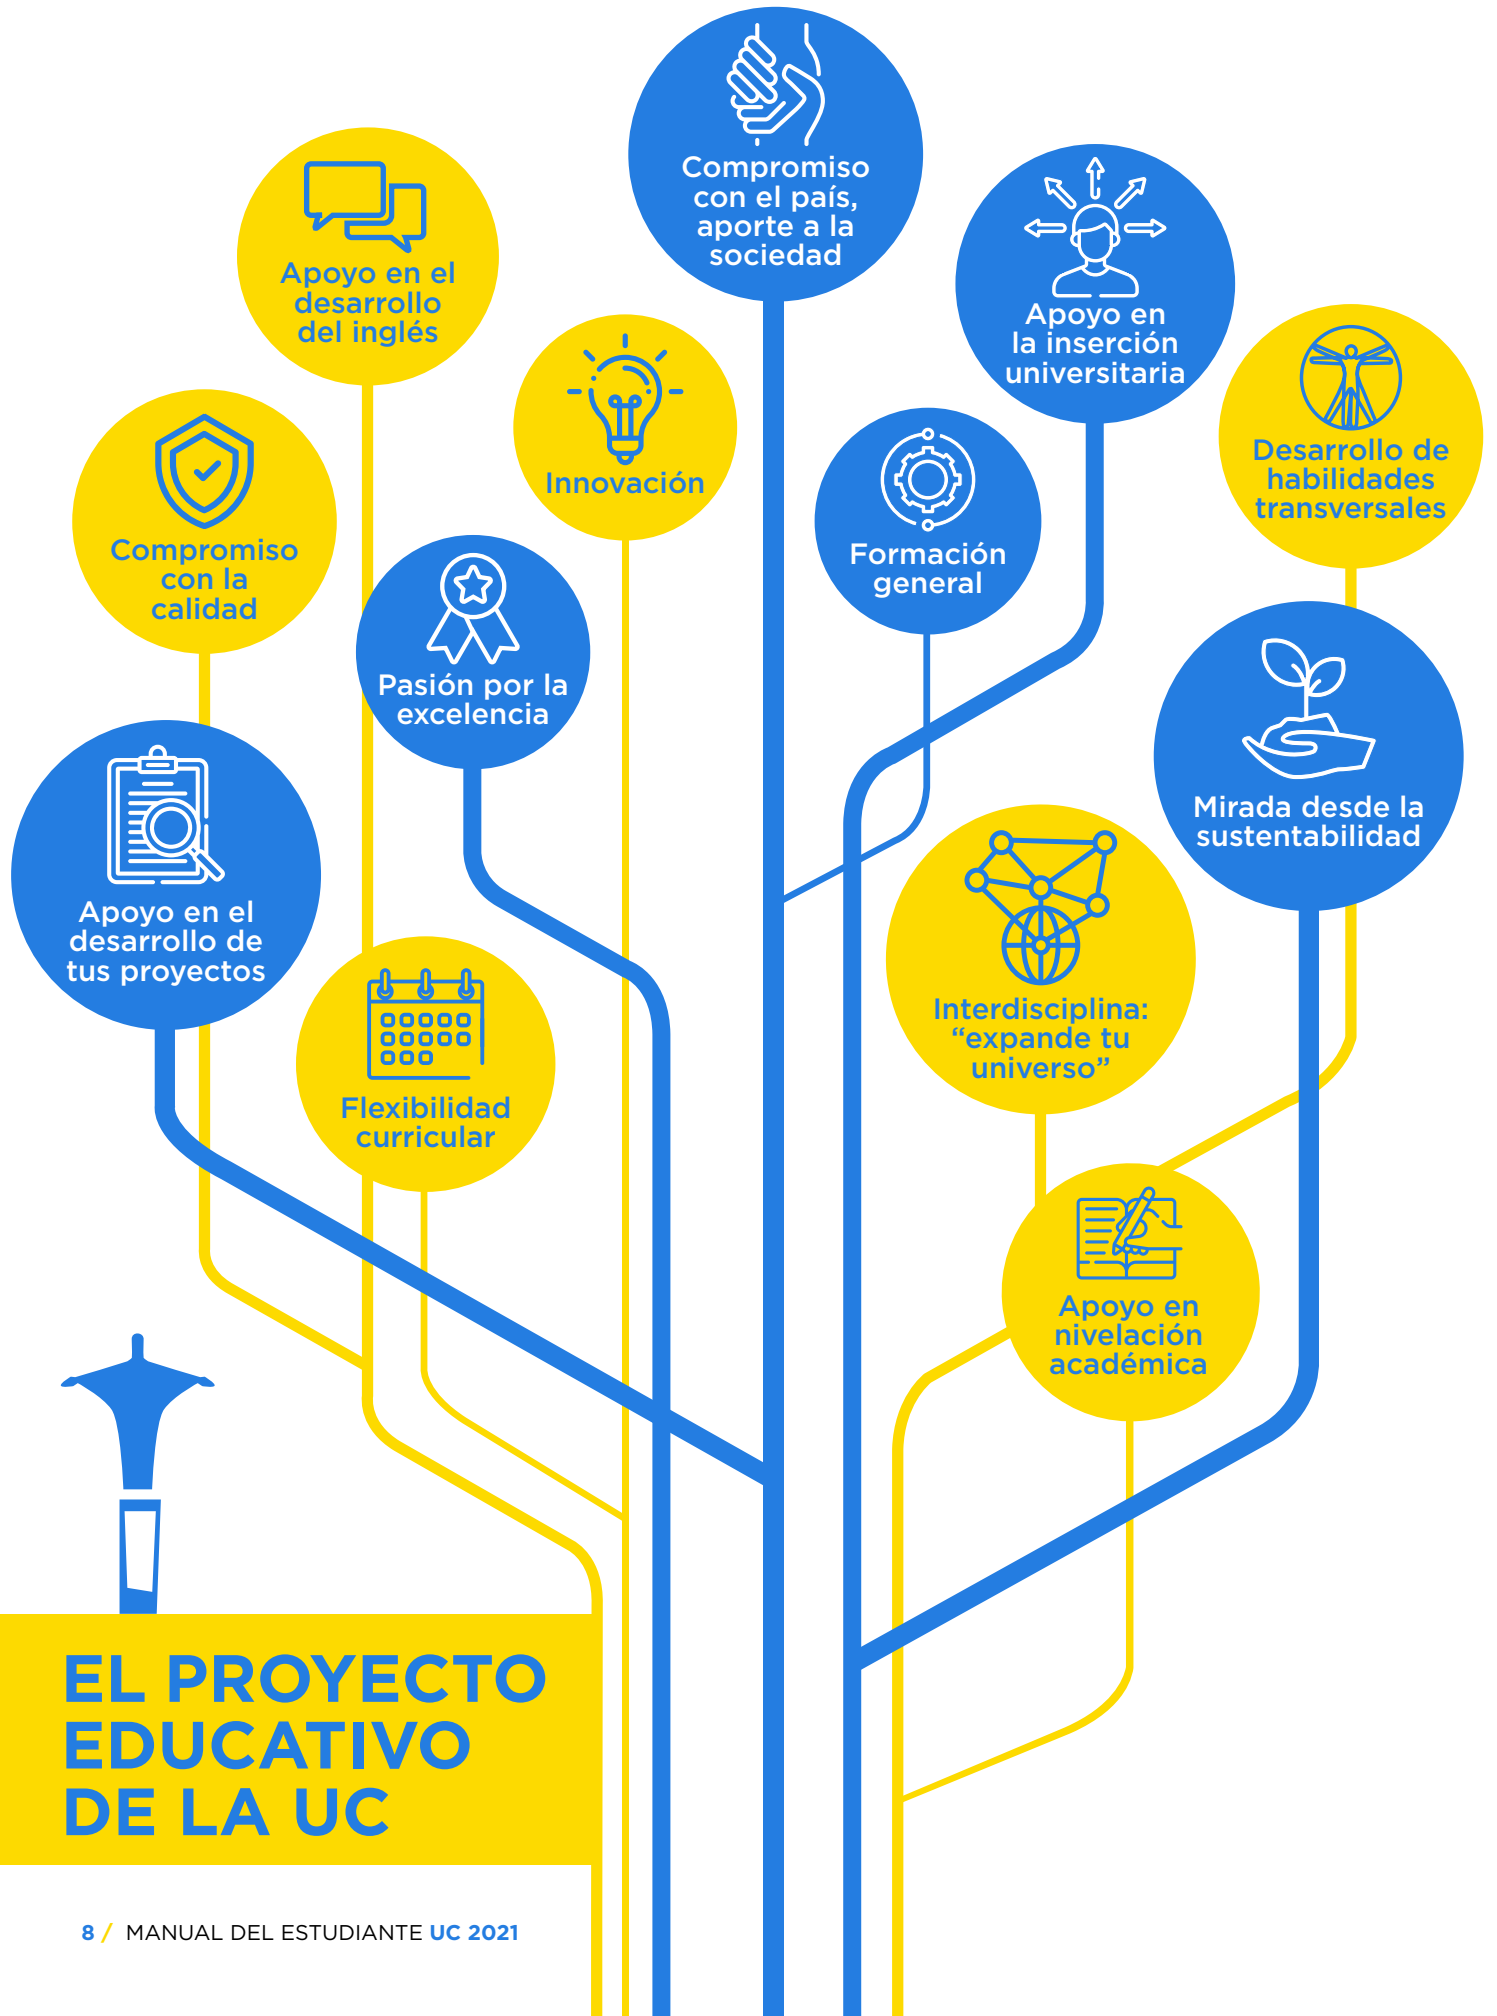 Compromiso
con el país,
aporte a la
sociedad
Apoyo en el
desarrollo
del inglés
Apoyo en
la inserción
universitaria
Innovación
Desarrollo de
habilidades
transversales
Compromiso
con la
calidad
Formación
general
Pasión por la
excelencia
Mirada desde la
sustentabilidad
Apoyo en el
desarrollo de
tus proyectos
Interdisciplina:
“expande tu
universo”
Flexibilidad
curricular
Apoyo en
nivelación
académica
EL PROYECTO
EDUCATIVO
DE LA UC
8 / MANUAL DEL ESTUDIANTE UC 2021